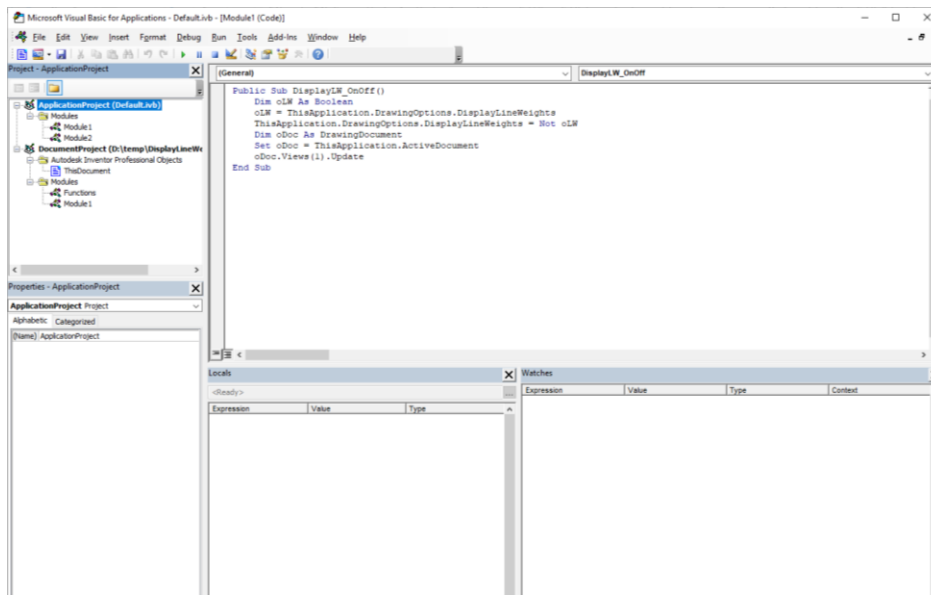 Microsoft Visual Basic for Applications - Default.ivb - [Module1 (Code)]
File Edit View Insert Format Debug Run Tools Add-Ins Window Help
Project - ApplicationProject
ApplicationProject (Default.ivb)
Modules
Module1
Module2
DocumentProject (D:\temp\DisplayLineWe
Autodesk Inventor Professional Objects
ThisDocument
Modules
Functions
Module1
Properties - ApplicationProject
ApplicationProject Project
Alphabetic Categorized
(Name) ApplicationProject
(General) DisplayLW_OnOff
Public Sub DisplayLW_OnOff()
Dim oLW As Boolean
oLW = ThisApplication.DrawingOptions.DisplayLineWeights
ThisApplication.DrawingOptions.DisplayLineWeights = Not oLW
Dim oDoc As DrawingDocument
Set oDoc = ThisApplication.ActiveDocument
oDoc.Views(1).Update
End Sub
Locals
<Ready>
Expression Value Type
Watches
Expression Value Type Context